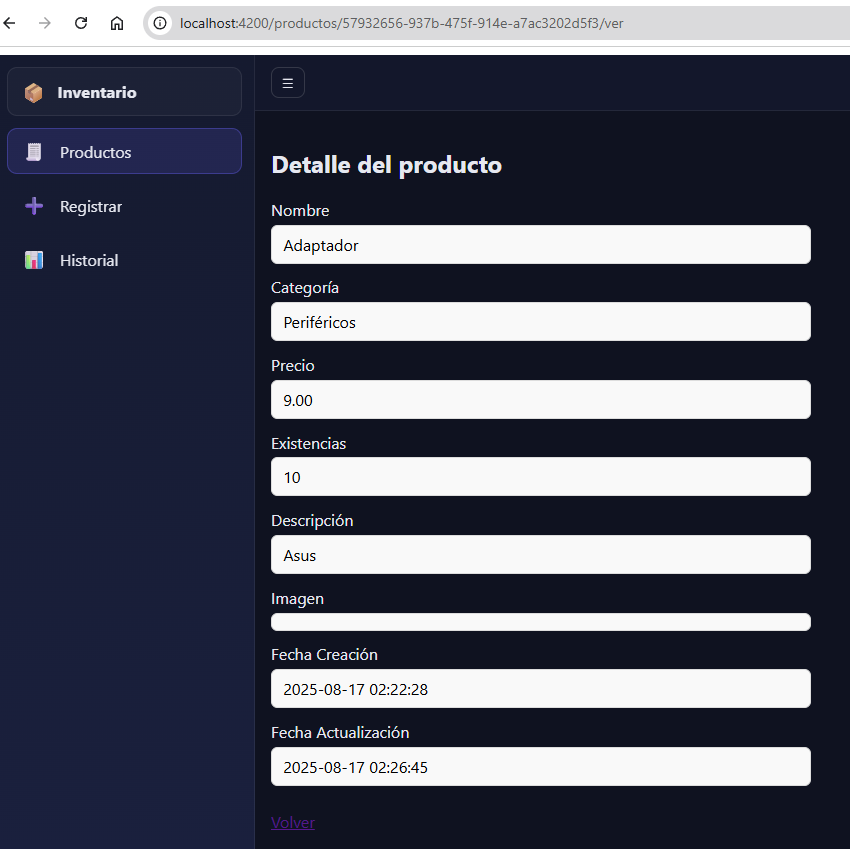 localhost:4200/productos/57932656-937b-475f-914e-a7ac3202d5f3/ver
Inventario
Productos
Registrar
Historial
Detalle del producto
Nombre
Adaptador
Categoría
Periféricos
Precio
9.00
Existencias
10
Descripción
Asus
Imagen
Fecha Creación
2025-08-17 02:22:28
Fecha Actualización
2025-08-17 02:26:45
Volver